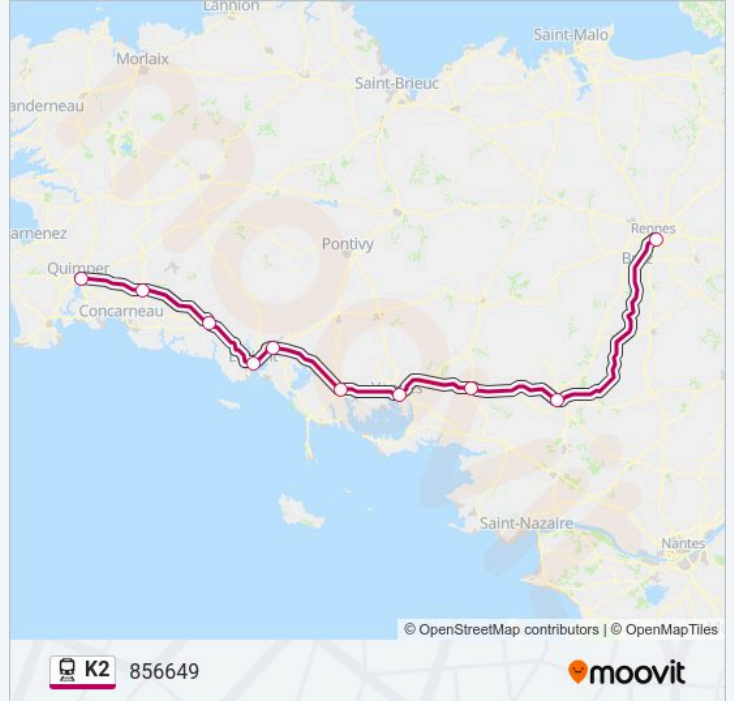 Lannion
Saint-Malo
Morlaix
Saint-Brieuc
anderneau
Rennes
arnenez
Pontivy
Quimper
Concarneau
Saint-Nazaire
Nantes
© OpenStreetMap contributors | © OpenMapTiles
K2 856649
moovit